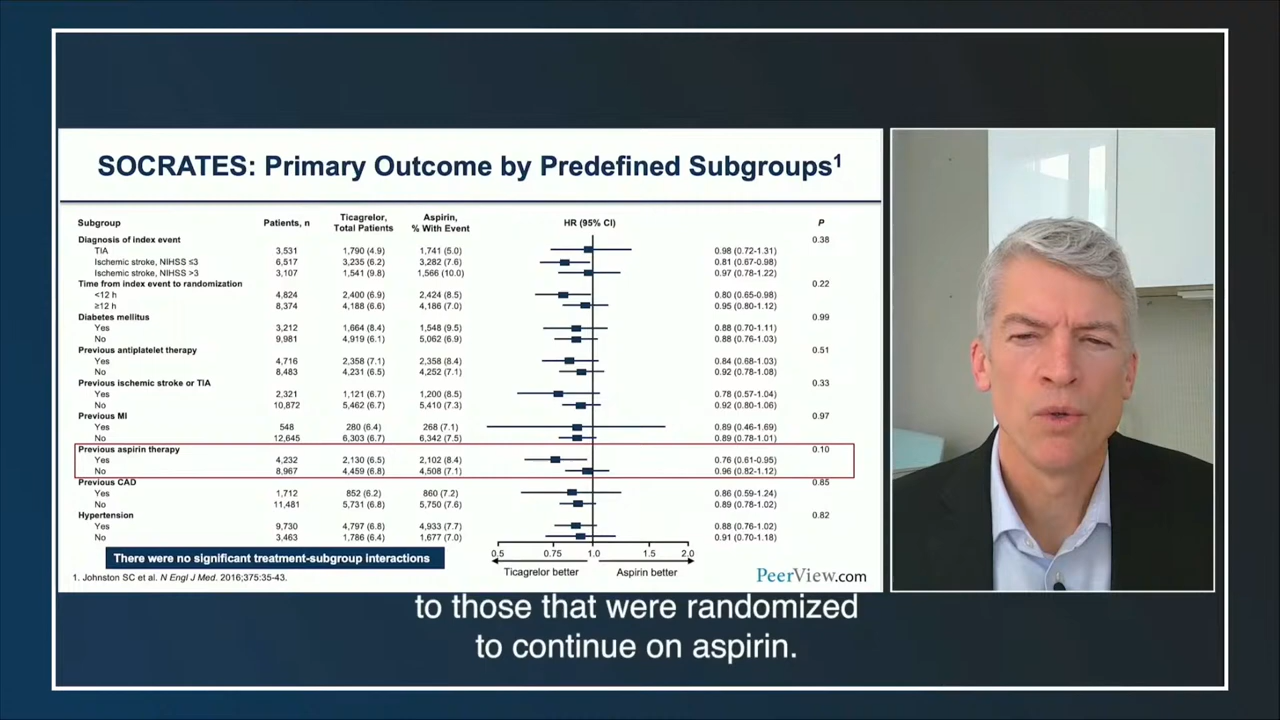 SOCRATES: Primary Outcome by Predefined Subgroups1
Subgroup Patients, n Ticagrelor, Total Patients Aspirin, % With Event HR (95% CI) P
Diagnosis of index event 0.38
TIA 3,531 1,790 (4.9) 1,741 (5.0) 0.98 (0.72-1.31)
Ischemic stroke, NIHSS ≤3 6,517 3,235 (6.2) 3,282 (7.6) 0.81 (0.67-0.98)
Ischemic stroke, NIHSS >3 3,107 1,541 (9.8) 1,566 (10.0) 0.97 (0.78-1.22)
Time from index event to randomization 0.22
<12 h 4,824 2,400 (6.9) 2,424 (8.5) 0.80 (0.65-0.98)
≥12 h 8,374 4,188 (6.6) 4,186 (7.0) 0.95 (0.80-1.12)
Diabetes mellitus 0.99
Yes 3,212 1,664 (8.4) 1,548 (9.5) 0.88 (0.70-1.11)
No 9,981 4,919 (6.1) 5,062 (6.9) 0.88 (0.76-1.03)
Previous antiplatelet therapy 0.51
Yes 4,716 2,358 (7.1) 2,358 (8.4) 0.84 (0.68-1.03)
No 8,483 4,231 (6.5) 4,252 (7.1) 0.92 (0.78-1.08)
Previous ischemic stroke or TIA 0.33
Yes 2,321 1,121 (6.7) 1,200 (8.5) 0.78 (0.57-1.04)
No 10,872 5,462 (6.7) 5,410 (7.3) 0.92 (0.80-1.06)
Previous MI 0.97
Yes 548 280 (6.4) 268 (7.1) 0.89 (0.46-1.69)
No 12,645 6,303 (6.7) 6,342 (7.5) 0.89 (0.78-1.01)
Previous aspirin therapy 0.10
Yes 4,232 2,130 (6.5) 2,102 (8.4) 0.76 (0.61-0.95)
No 8,967 4,459 (6.8) 4,508 (7.1) 0.96 (0.82-1.12)
Previous CAD 0.85
Yes 1,712 852 (6.2) 860 (7.2) 0.86 (0.59-1.24)
No 11,481 5,731 (6.8) 5,750 (7.6) 0.89 (0.78-1.02)
Hypertension 0.82
Yes 9,730 4,797 (6.8) 4,933 (7.7) 0.88 (0.76-1.02)
No 3,463 1,786 (6.4) 1,677 (7.0) 0.91 (0.70-1.18)
0.5 0.75 1.0 1.5 2.0
There were no significant treatment-subgroup interactions
Ticagrelor better Aspirin better
1. Johnston SC et al. N Engl J Med. 2016;375:35-43.
PeerView.com
to those that were randomized
to continue on aspirin.